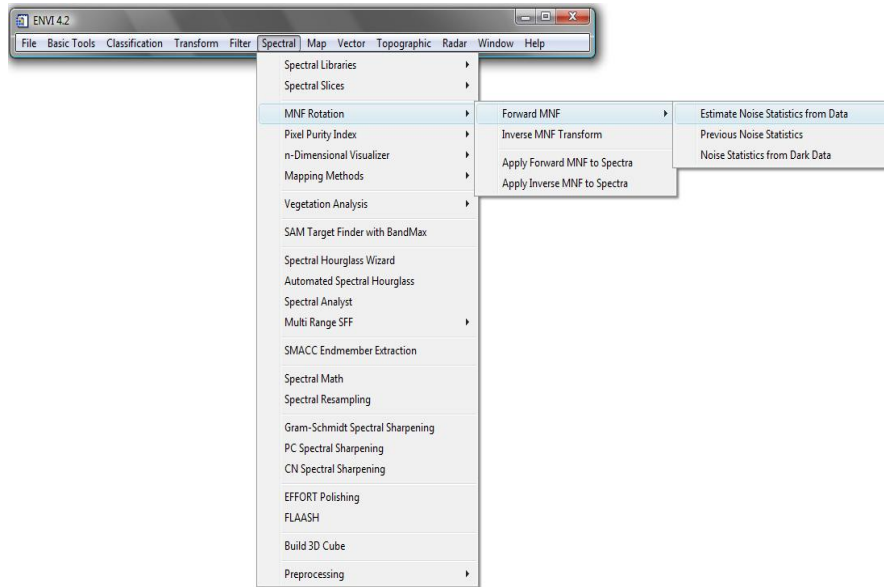 ENVI 4.2
File Basic Tools Classification Transform Filter Spectral Map Vector Topographic Radar Window Help
Spectral Libraries
Spectral Slices
MNF Rotation
Pixel Purity Index
n-Dimensional Visualizer
Mapping Methods
Vegetation Analysis
SAM Target Finder with BandMax
Spectral Hourglass Wizard
Automated Spectral Hourglass
Spectral Analyst
Multi Range SFF
SMACC Endmember Extraction
Spectral Math
Spectral Resampling
Gram-Schmidt Spectral Sharpening
PC Spectral Sharpening
CN Spectral Sharpening
EFFORT Polishing
FLAASH
Build 3D Cube
Preprocessing
Forward MNF
Inverse MNF Transform
Apply Forward MNF to Spectra
Apply Inverse MNF to Spectra
Estimate Noise Statistics from Data
Previous Noise Statistics
Noise Statistics from Dark Data